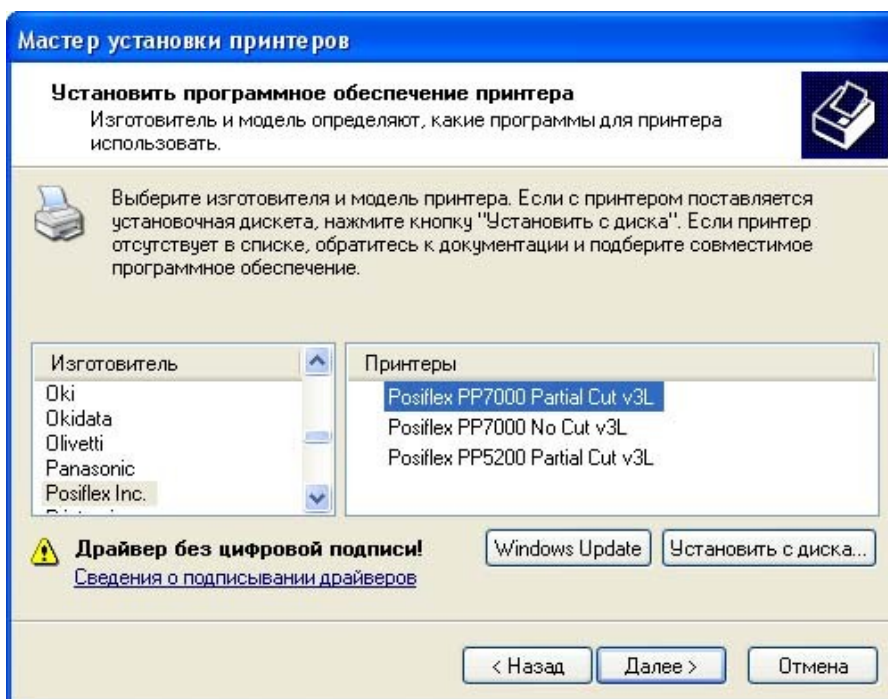 Мастер установки принтеров
Установить программное обеспечение принтера
Изготовитель и модель определяют, какие программы для принтера
использовать.
Выберите изготовителя и модель принтера. Если с принтером поставляется
установочная дискета, нажмите кнопку "Установить с диска". Если принтер
отсутствует в списке, обратитесь к документации и подберите совместимое
программное обеспечение.
Изготовитель
Oki
Okidata
Olivetti
Panasonic
Posiflex Inc.
Принтеры
Posiflex PP7000 Partial Cut v3L
Posiflex PP7000 No Cut v3L
Posiflex PP5200 Partial Cut v3L
Драйвер без цифровой подписи!
Сведения о подписывании драйверов
Windows Update
Установить с диска...
< Назад
Далее >
Отмена